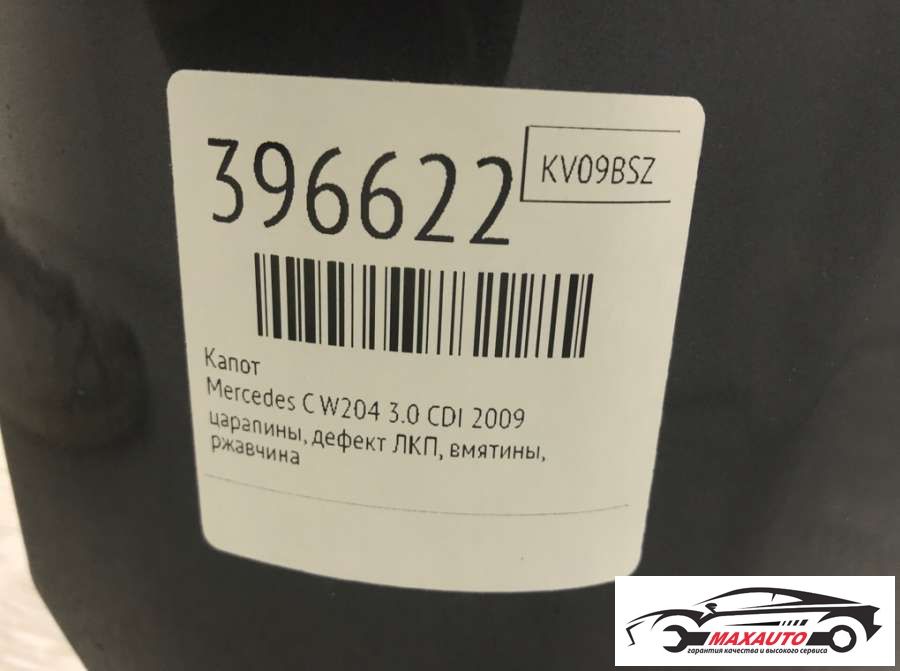 396622
KV09BSZ
Капот
Mercedes C W204 3.0 CDI 2009
царапины, дефект ЛКП, вмятины,
ржавчина
MAXAUTO
гарантия качества и высокого сервиса